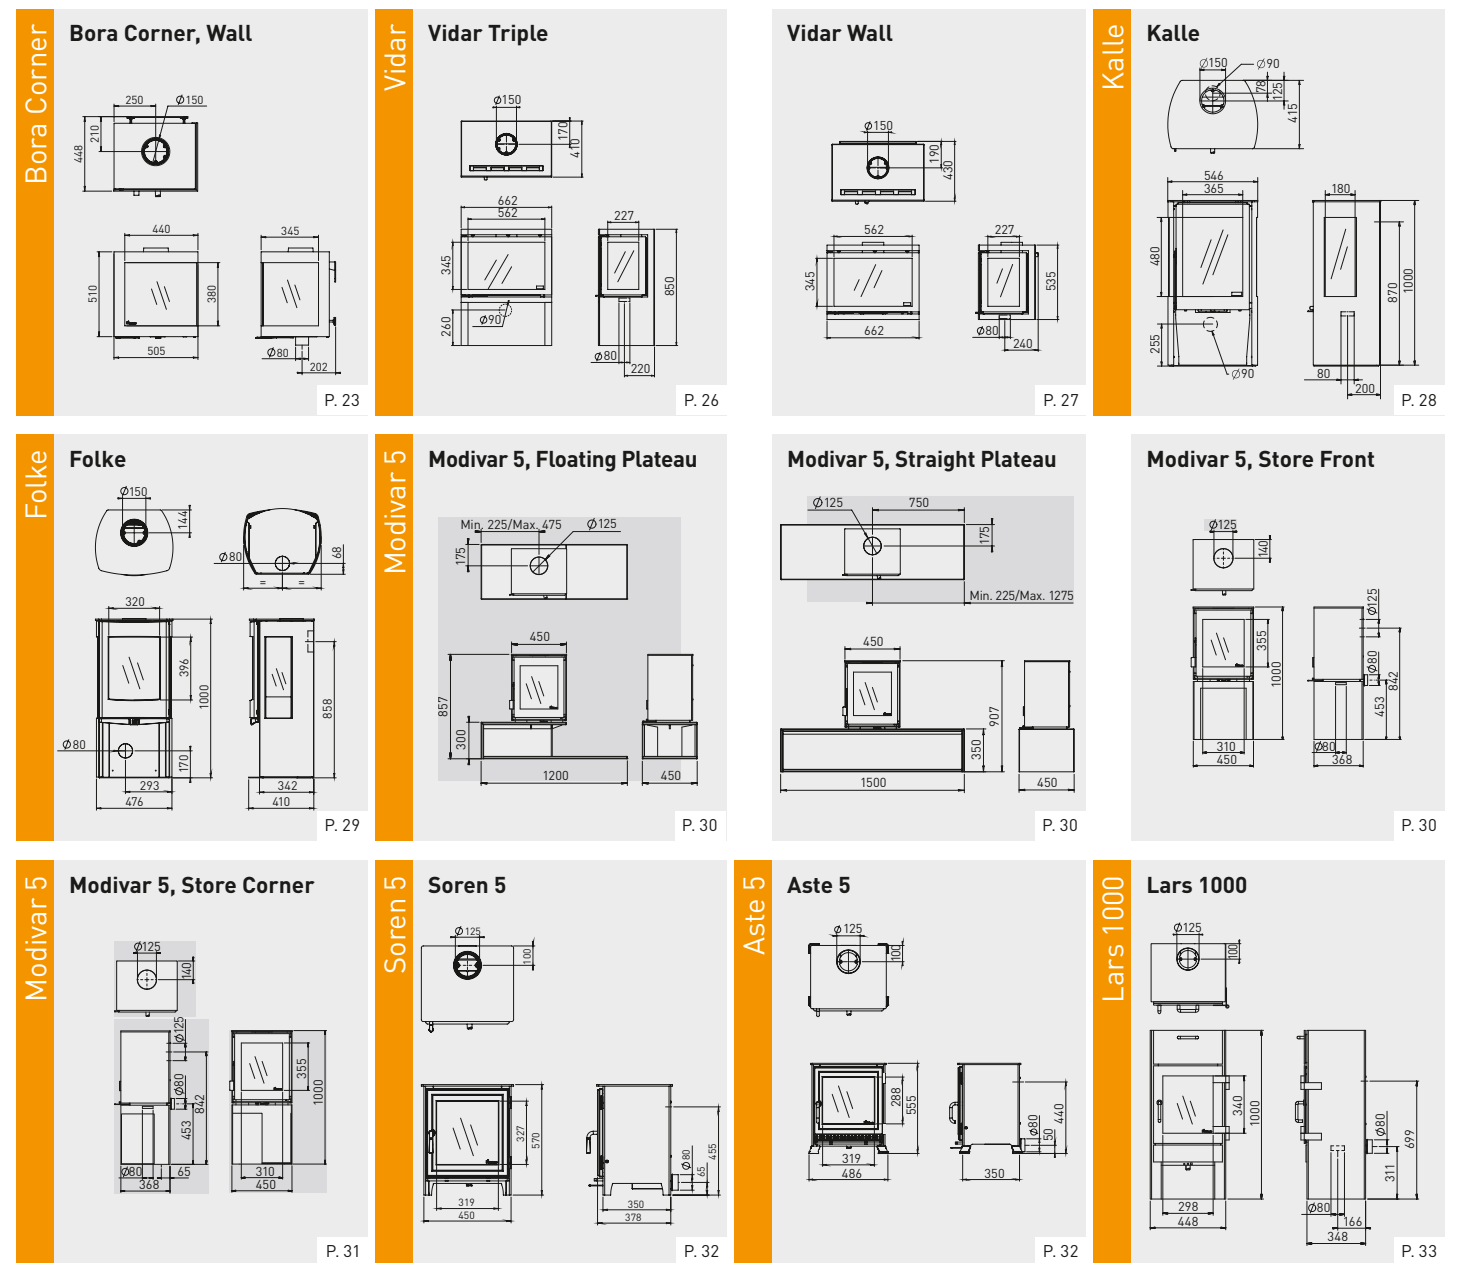 Bora Corner
Bora Corner, Wall
250
Ø150
210
448
440
345
510
380
505
Ø80
202
P. 23
Vidar
Vidar Triple
Ø150
170
410
662
562
227
345
850
260
Ø90
Ø80
220
P. 26
Vidar Wall
Ø150
190
430
562
227
345
535
662
Ø80
240
P. 27
Kalle
Kalle
Ø150
Ø90
78
125
415
546
365
180
480
870
1000
255
Ø90
80
200
P. 28
Folke
Folke
Ø150
144
Ø80
68
=
=
320
396
1000
858
Ø80
170
293
476
342
410
P. 29
Modivar 5
Modivar 5, Floating Plateau
Min. 225/Max. 475
Ø125
175
450
857
300
1200
450
P. 30
Modivar 5, Straight Plateau
Ø125
750
175
Min. 225/Max. 1275
450
907
350
1500
450
P. 30
Modivar 5, Store Front
Ø125
140
Ø125
355
1000
Ø80
842
453
310
450
Ø80
368
P. 30
Modivar 5
Modivar 5, Store Corner
Ø125
140
Ø125
355
1000
Ø80
842
453
Ø80
65
368
310
450
P. 31
Soren 5
Soren 5
Ø125
100
327
570
455
Ø80
65
319
450
350
378
P. 32
Aste 5
Aste 5
Ø125
100
288
555
440
Ø80
50
319
486
350
P. 32
Lars 1000
Lars 1000
Ø125
100
340
1000
Ø80
699
311
298
448
Ø80
166
348
P. 33